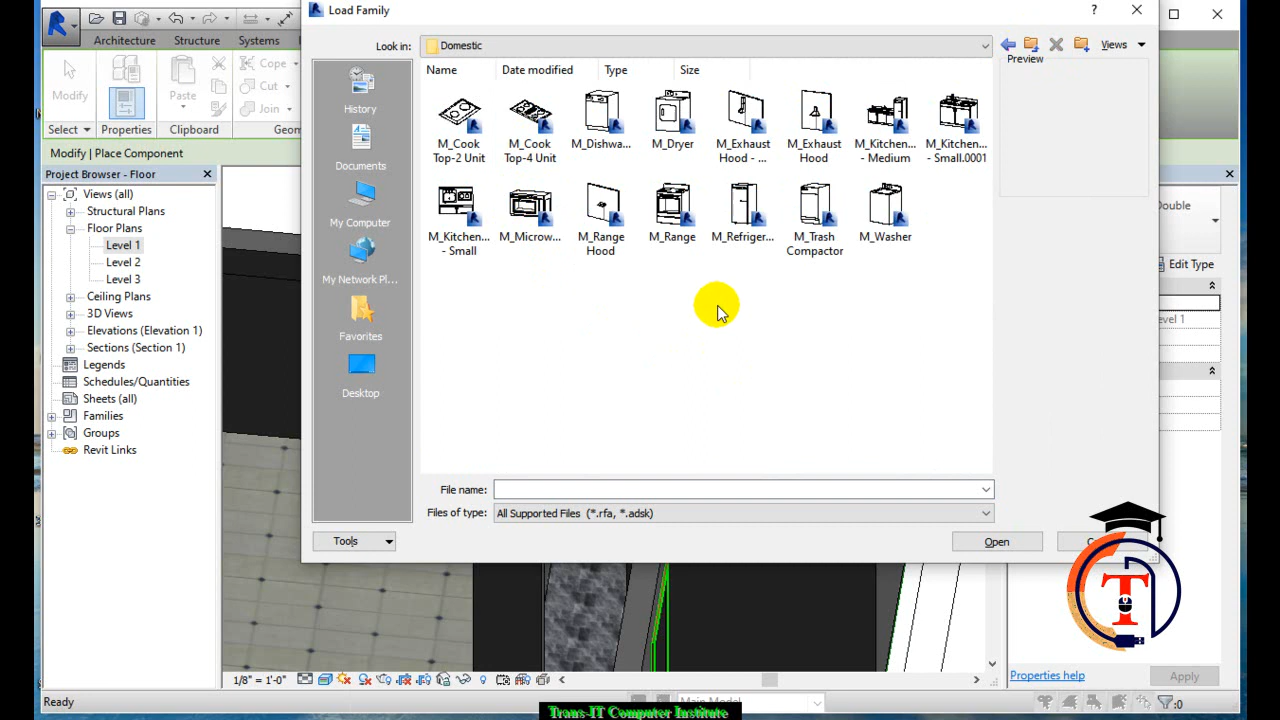 Load Family
?
Architecture Structure Systems
Modify
Properties
Paste
Cope
Cut
Join
Select Properties Clipboard Geom
Modify | Place Component
Project Browser - Floor
Views (all)
Structural Plans
Floor Plans
Level 1
Level 2
Level 3
Ceiling Plans
3D Views
Elevations (Elevation 1)
Sections (Section 1)
Legends
Schedules/Quantities
Sheets (all)
Families
Groups
Revit Links
Look in: Domestic
Views
History
Documents
My Computer
My Network Pl...
Favorites
Desktop
Name Date modified Type Size
M_Cook Top-2 Unit
M_Cook Top-4 Unit
M_Dishwa...
M_Dryer
M_Exhaust Hood - ...
M_Exhaust Hood
M_Kitchen... - Medium
M_Kitchen... - Small.0001
M_Kitchen... - Small
M_Microw...
M_Range Hood
M_Range
M_Refriger...
M_Trash Compactor
M_Washer
Preview
File name:
Files of type: All Supported Files (*.rfa, *.adsk)
Tools
Open
Edit Type
1/8" = 1'-0"
Properties help
Apply
Ready
Main Model
:0
T
Trans-IT Computer Institute